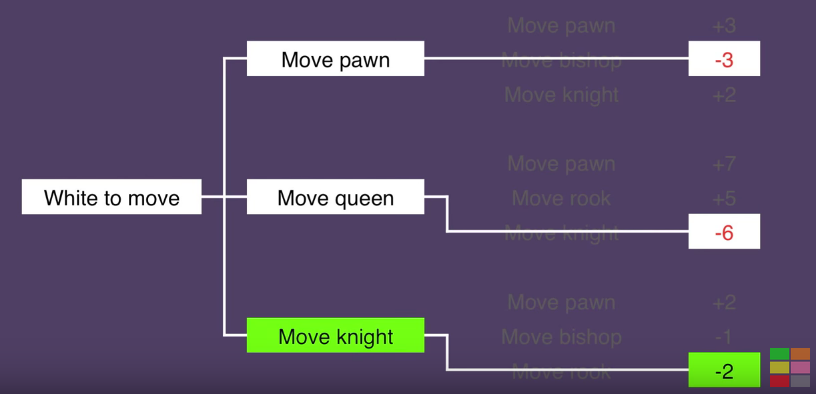 Move pawn +3
Move pawn Move bishop -3
Move knight +2
Move pawn +7
White to move Move queen Move rook +5
Move knight -6
Move pawn +2
Move knight Move bishop -1
Move rook -2